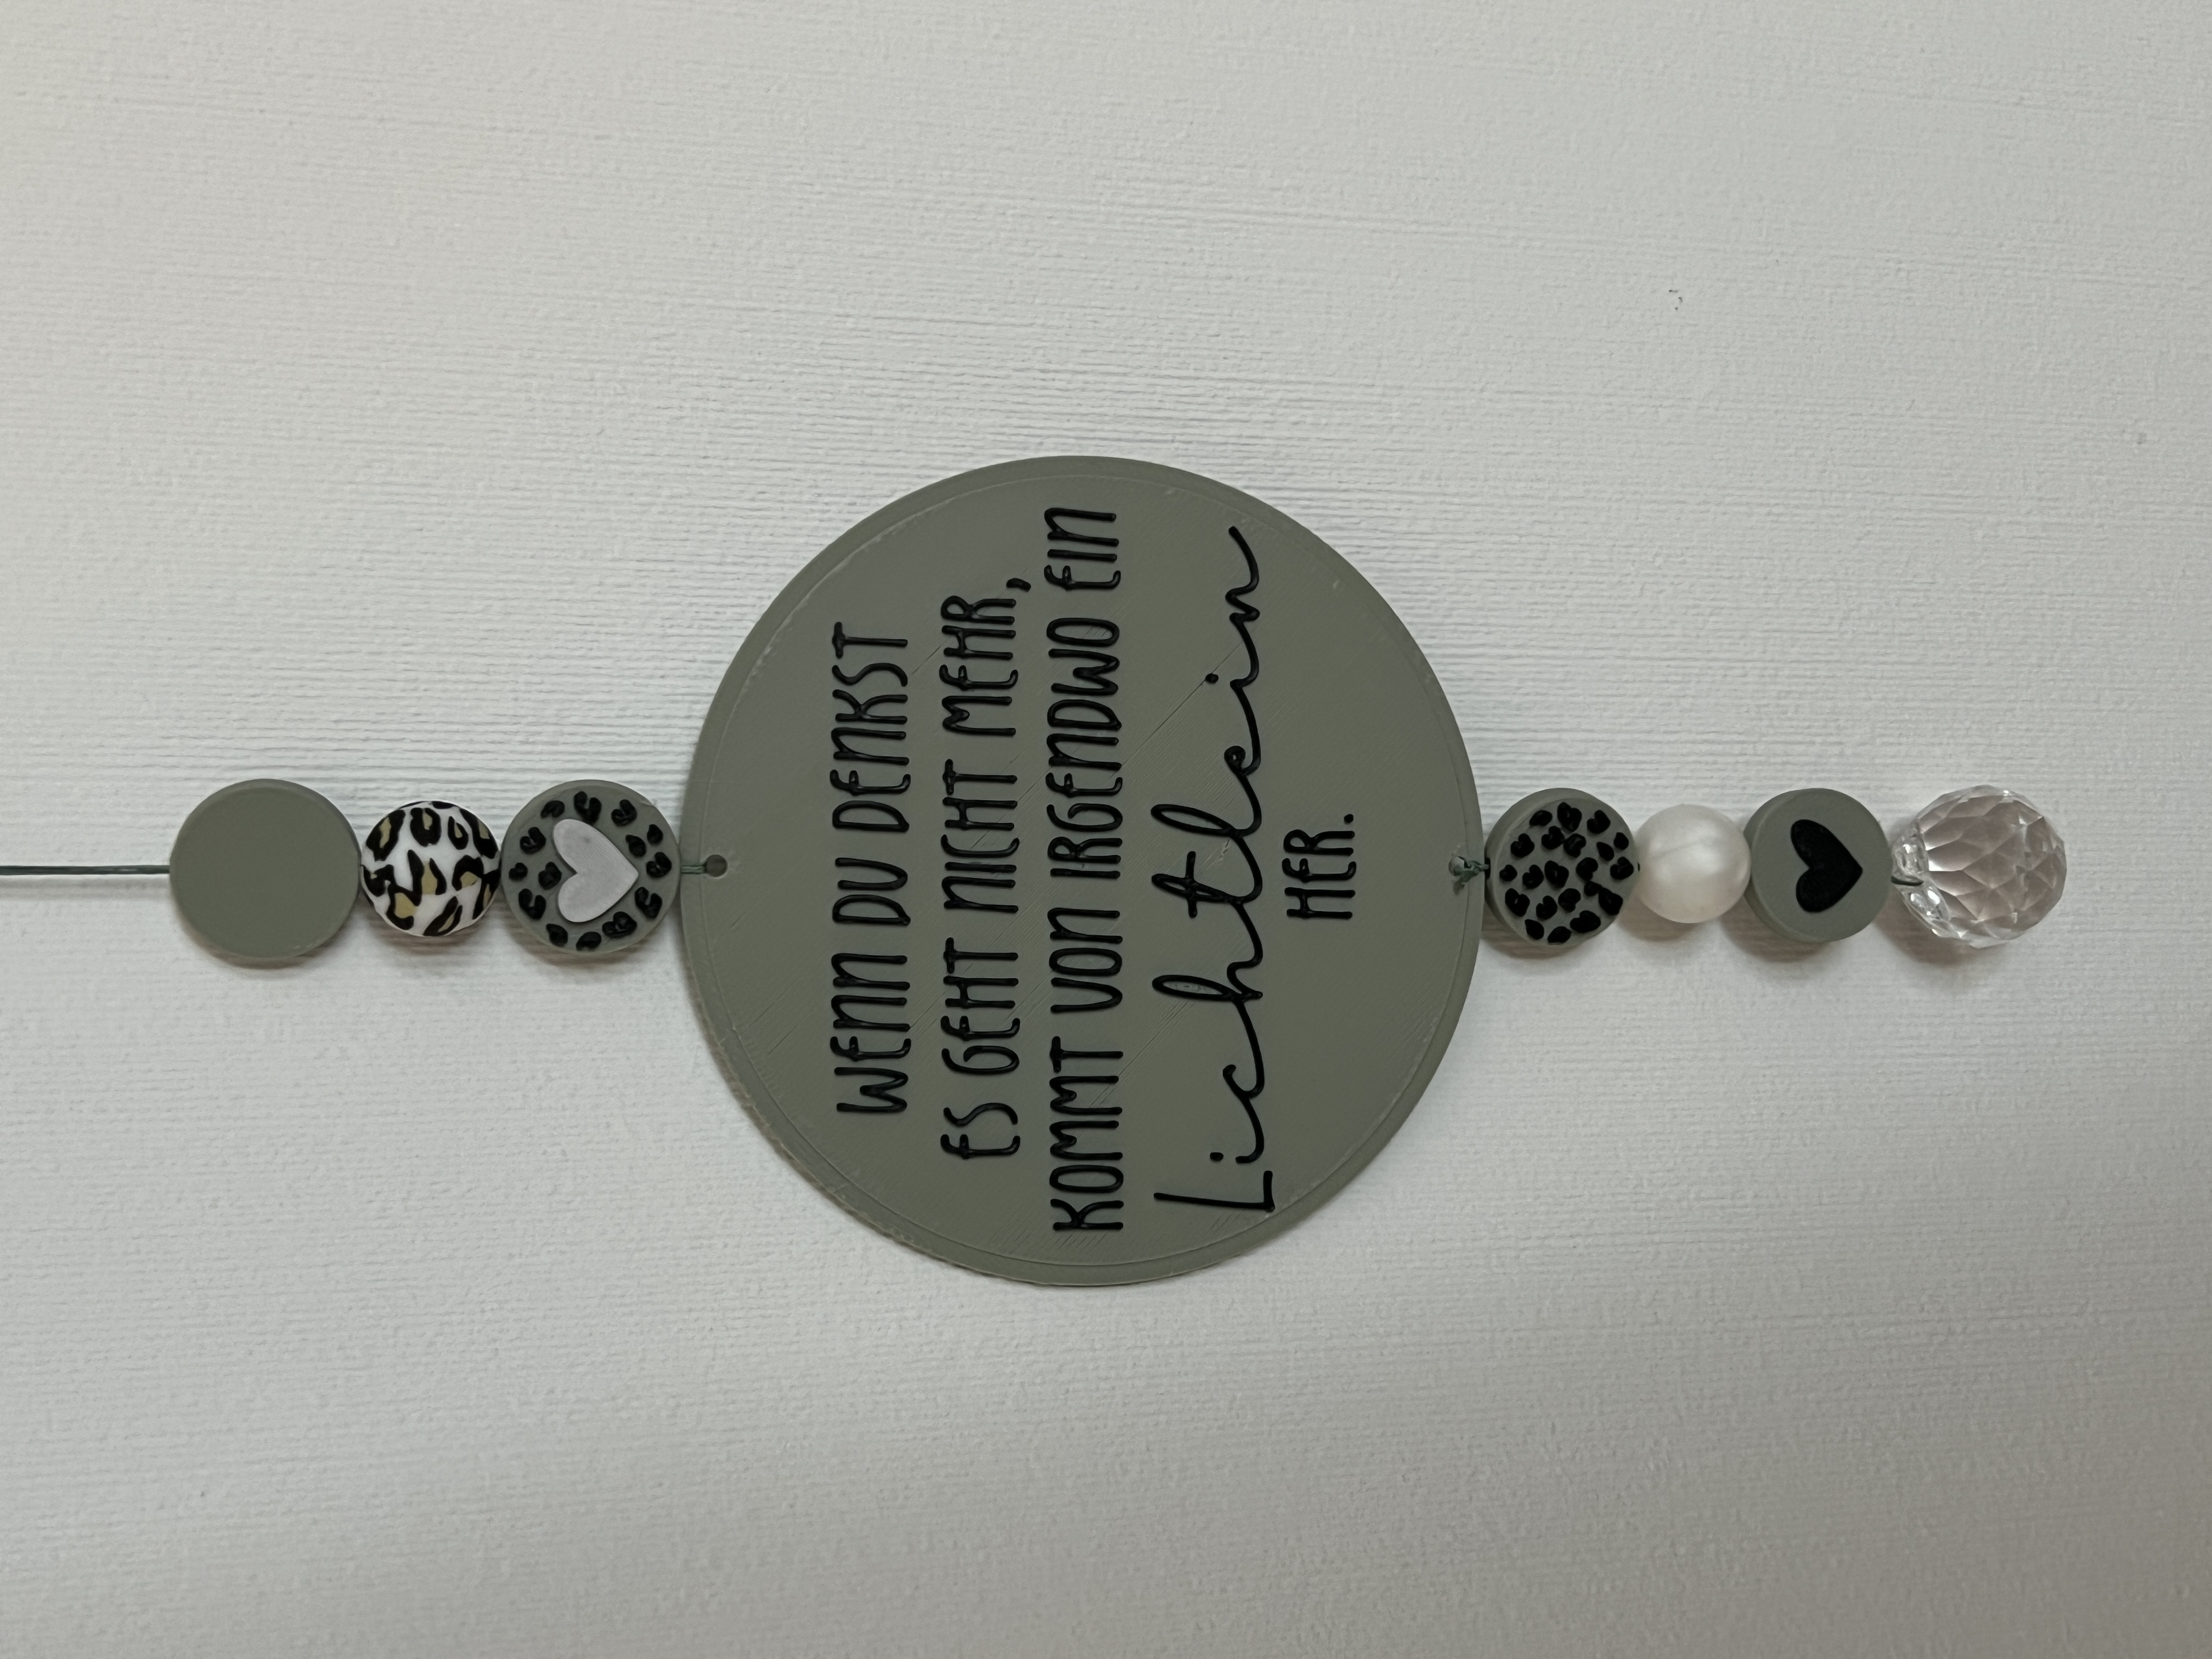 WENN DU DENKST
ES GEHT NICHT MEHR,
KOMMT VON IRGENDWO EIN
Lichtlein
HER.